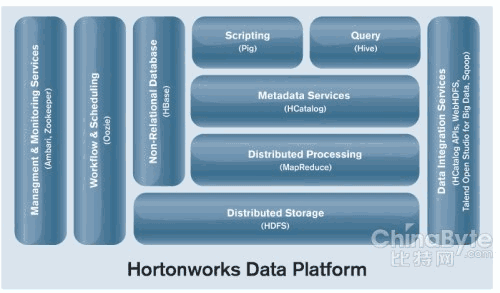 Managment & Monitoring Services
(Ambari, Zookeeper)
Workflow & Scheduling
(Oozie)
Non-Relational Database
(HBase)
Scripting
(Pig)
Query
(Hive)
Metadata Services
(HCatalog)
Distributed Processing
(MapReduce)
Distributed Storage
(HDFS)
Data Integration Services
(HCatalog APIs, WebHDFS,
Talend Open Studio for Big Data, Sqoop)
ChinaByte
比特网.com
Hortonworks Data Platform